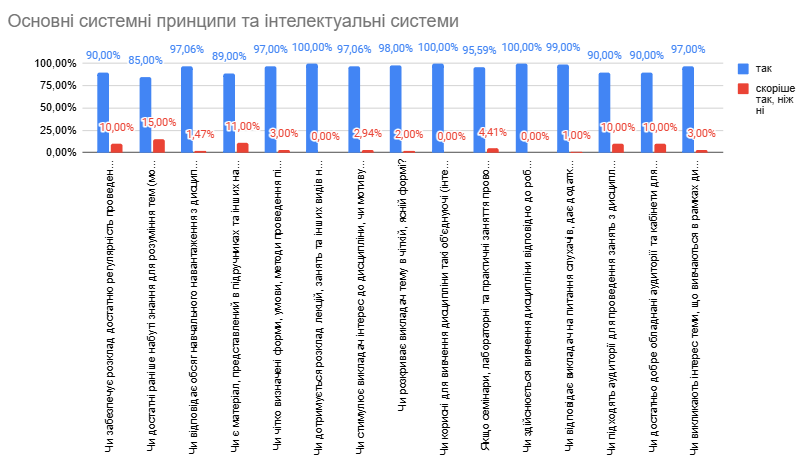 Основні системні принципи та інтелектуальні системи
90,00%
85,00%
97,06%
89,00%
97,00%
100,00%
97,06%
98,00%
100,00%
95,59%
100,00%
99,00%
90,00%
90,00%
97,00%
100,00%
75,00%
50,00%
25,00%
0,00%
10,00%
15,00%
1,47%
11,00%
3,00%
0,00%
2,94%
2,00%
0,00%
4,41%
0,00%
1,00%
10,00%
10,00%
3,00%
так
скоріше
так, ніж
ні
Чи забезпечує розклад достатню регулярність проведен...
Чи достатні раніше набуті знання для розуміння тем (мо...
Чи відповідає обсяг навчального навантаження з дисцип...
Чи є матеріал, представлений в підручниках та інших на...
Чи чітко визначені форми, умови, методи проведення пі...
Чи дотримується розклад лекцій, занять та інших видів н...
Чи стимулює викладач інтерес до дисципліни, чи мотиву...
Чи розкриває викладач тему в чіткій, ясній формі?
Чи корисні для вивчення дисципліни такі об'єднуючі (інте...
Якщо семінари, лабораторні та практичні заняття прово...
Чи здійснюється вивчення дисципліни відповідно до роб...
Чи відповідає викладач на питання слухачів, дає додатк...
Чи підходять аудиторії для проведення занять з дисципл...
Чи достатньо добре обладнані аудиторії та кабінети для...
Чи викликають інтерес теми, що вивчаються в рамках ди...